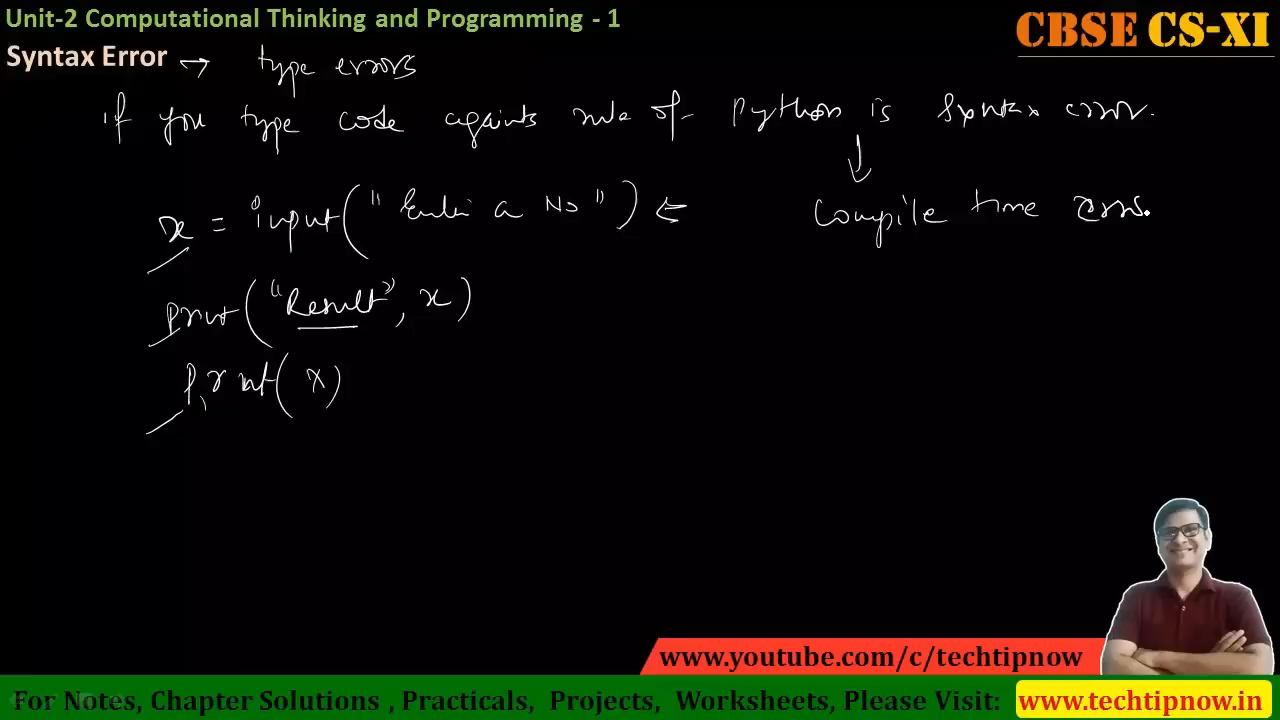 Unit-2 Computational Thinking and Programming - 1
CBSE CS-XI
Syntax Error → type errors
if you type code againts rule of Python is Syntax error.
↓
x = input("Enter a No") ⇐
Compile time error.
print("Result", x)
Print(x)
www.youtube.com/c/techtipnow
For Notes, Chapter Solutions , Practicals, Projects, Worksheets, Please Visit: www.techtipnow.in